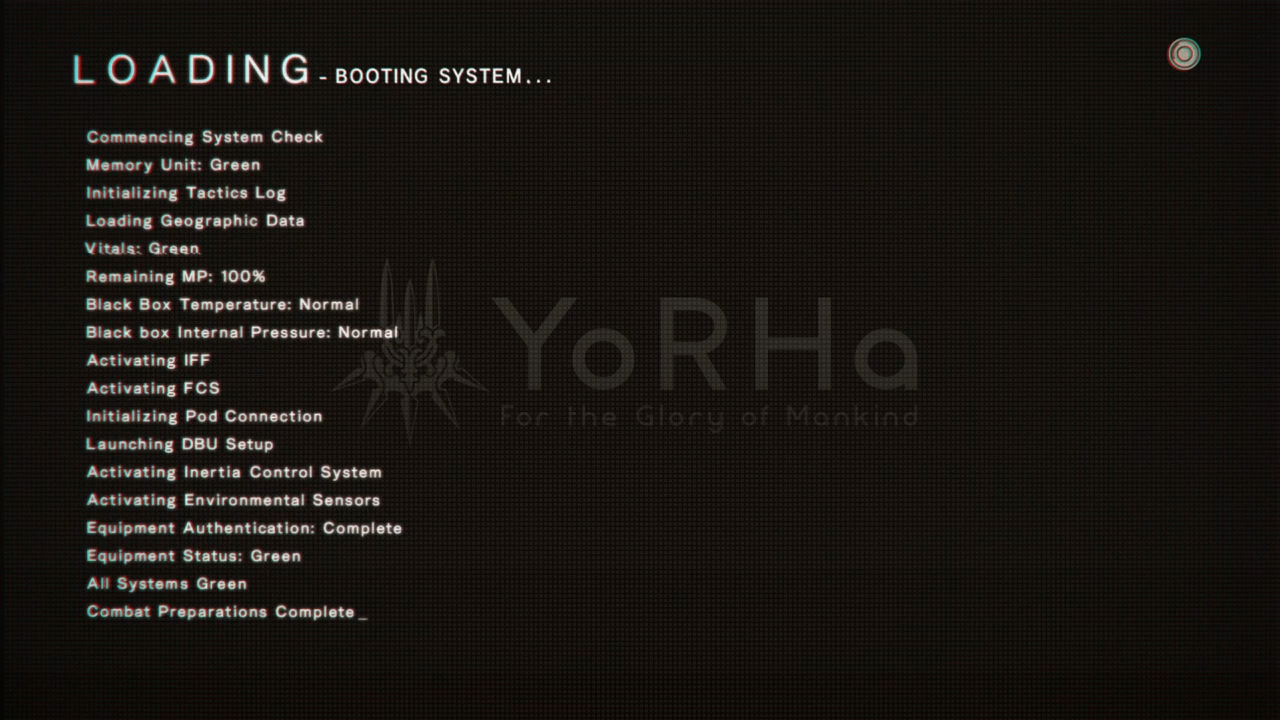 LOADING - BOOTING SYSTEM...
Commencing System Check
Memory Unit: Green
Initializing Tactics Log
Loading Geographic Data
Vitals: Green
Remaining MP: 100%
Black Box Temperature: Normal
Black box Internal Pressure: Normal
Activating IFF
Activating FCS
Initializing Pod Connection
Launching DBU Setup
Activating Inertia Control System
Activating Environmental Sensors
Equipment Authentication: Complete
Equipment Status: Green
All Systems Green
Combat Preparations Complete_
YoRHa
For the Glory of Mankind